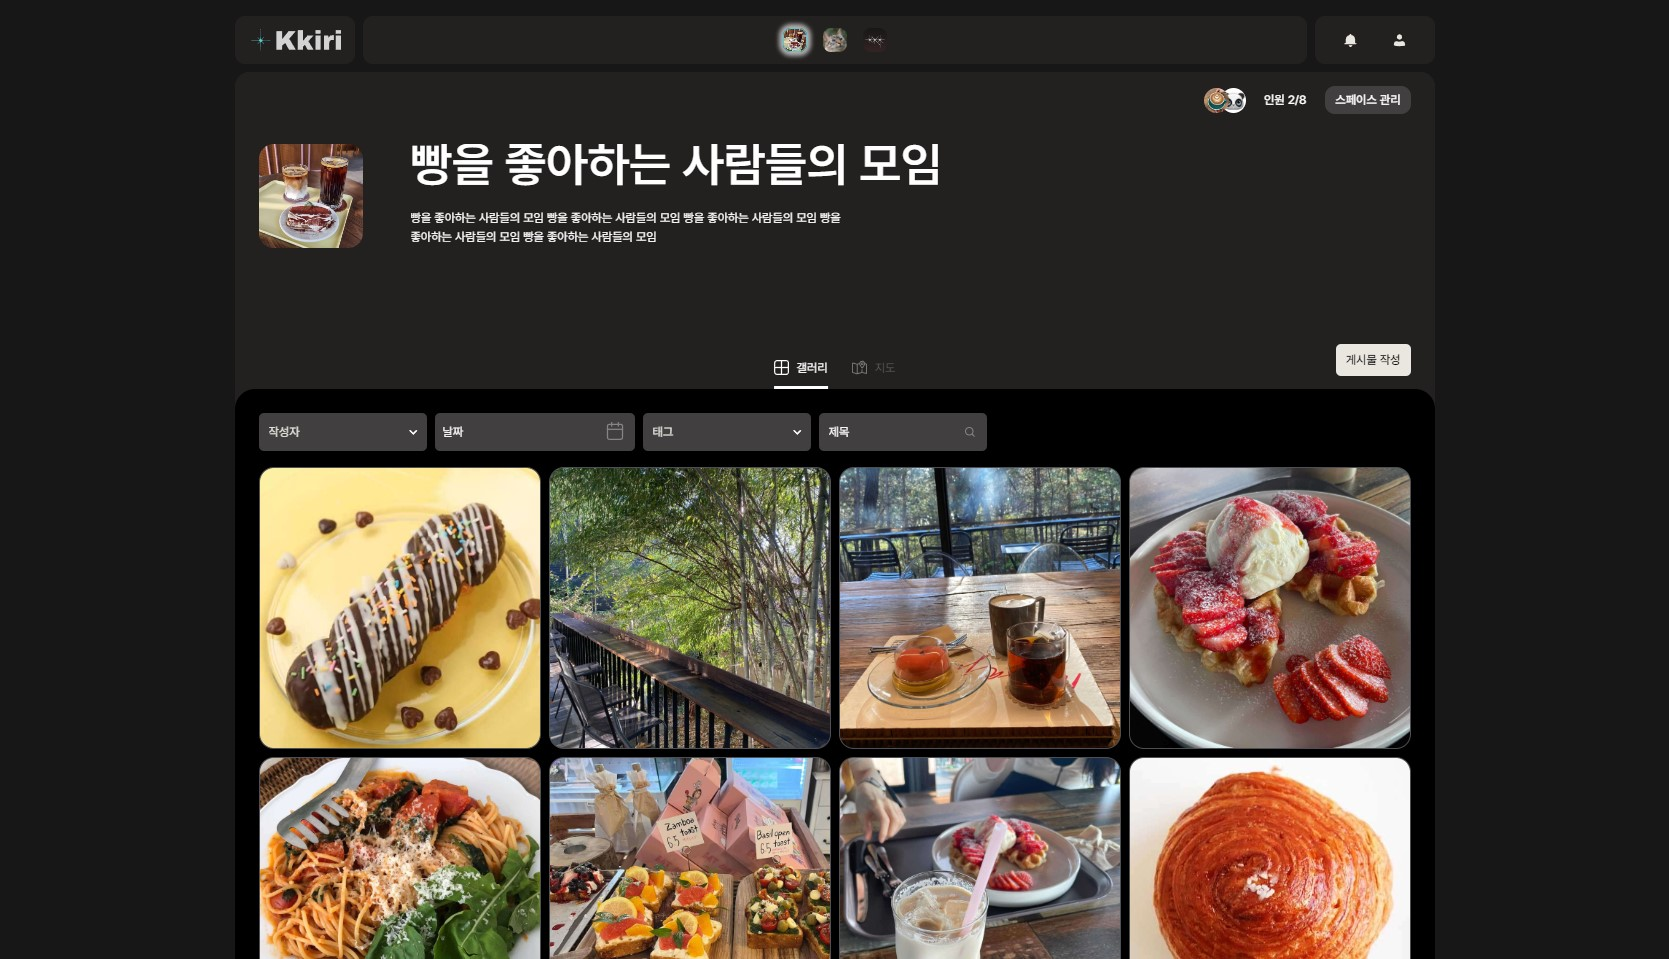 Kkiri
인원 2/8
스페이스 관리
빵을 좋아하는 사람들의 모임
빵을 좋아하는 사람들의 모임 빵을 좋아하는 사람들의 모임 빵을 좋아하는 사람들의 모임 빵을
좋아하는 사람들의 모임 빵을 좋아하는 사람들의 모임
갤러리
지도
게시물 작성
작성자
날짜
태그
제목
Zamboa
toast
6.5
Basil open
toast
6.5